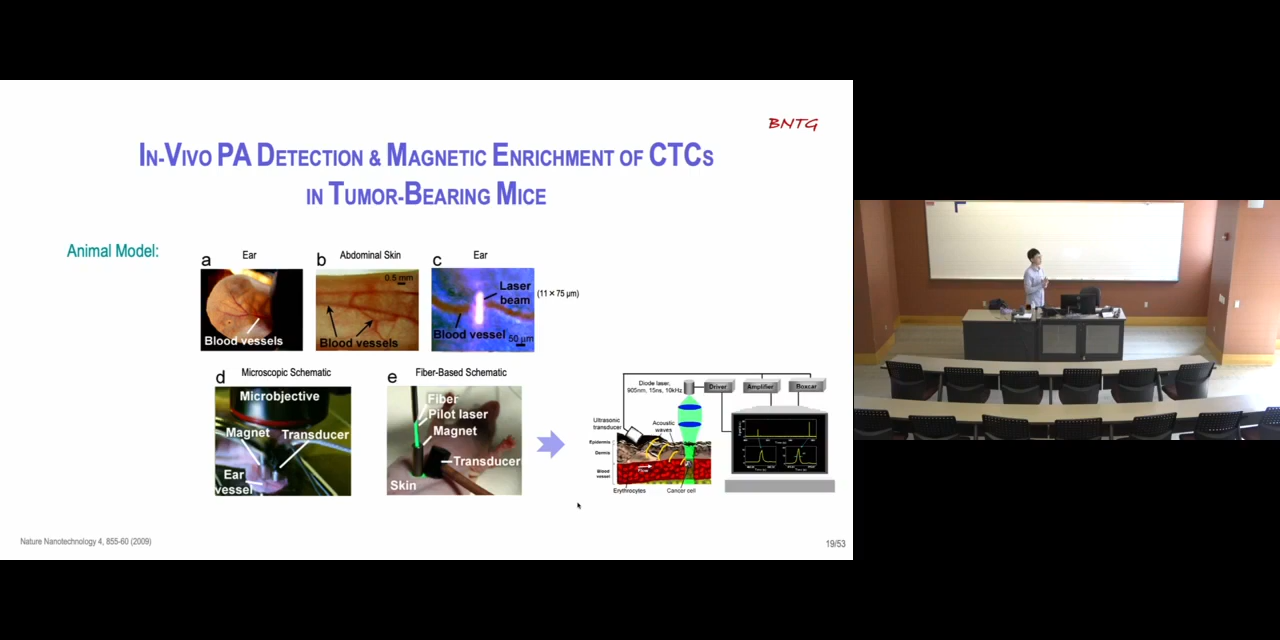 BNTG
IN-VIVO PA DETECTION & MAGNETIC ENRICHMENT OF CTCS
IN TUMOR-BEARING MICE
Animal Model:
a
Ear
Blood vessels
b
Abdominal Skin
0.5 mm
Blood vessels
c
Ear
Laser
beam
(11 × 75 μm)
Blood vessel
50 μm
d
Microscopic Schematic
Microbjective
Magnet
Transducer
Ear
vessel
e
Fiber-Based Schematic
Fiber
Pilot laser
Magnet
Transducer
Skin
Diode laser,
905nm, 15ns, 10kHz
Driver
Amplifier
Boxcar
Ultrasonic
transducer
Acoustic
waves
Epidermis
Dermis
Blood
vessel
Flow
Erythrocytes
Cancer cell
Nature Nanotechnology 4, 855-60 (2009)
19/53